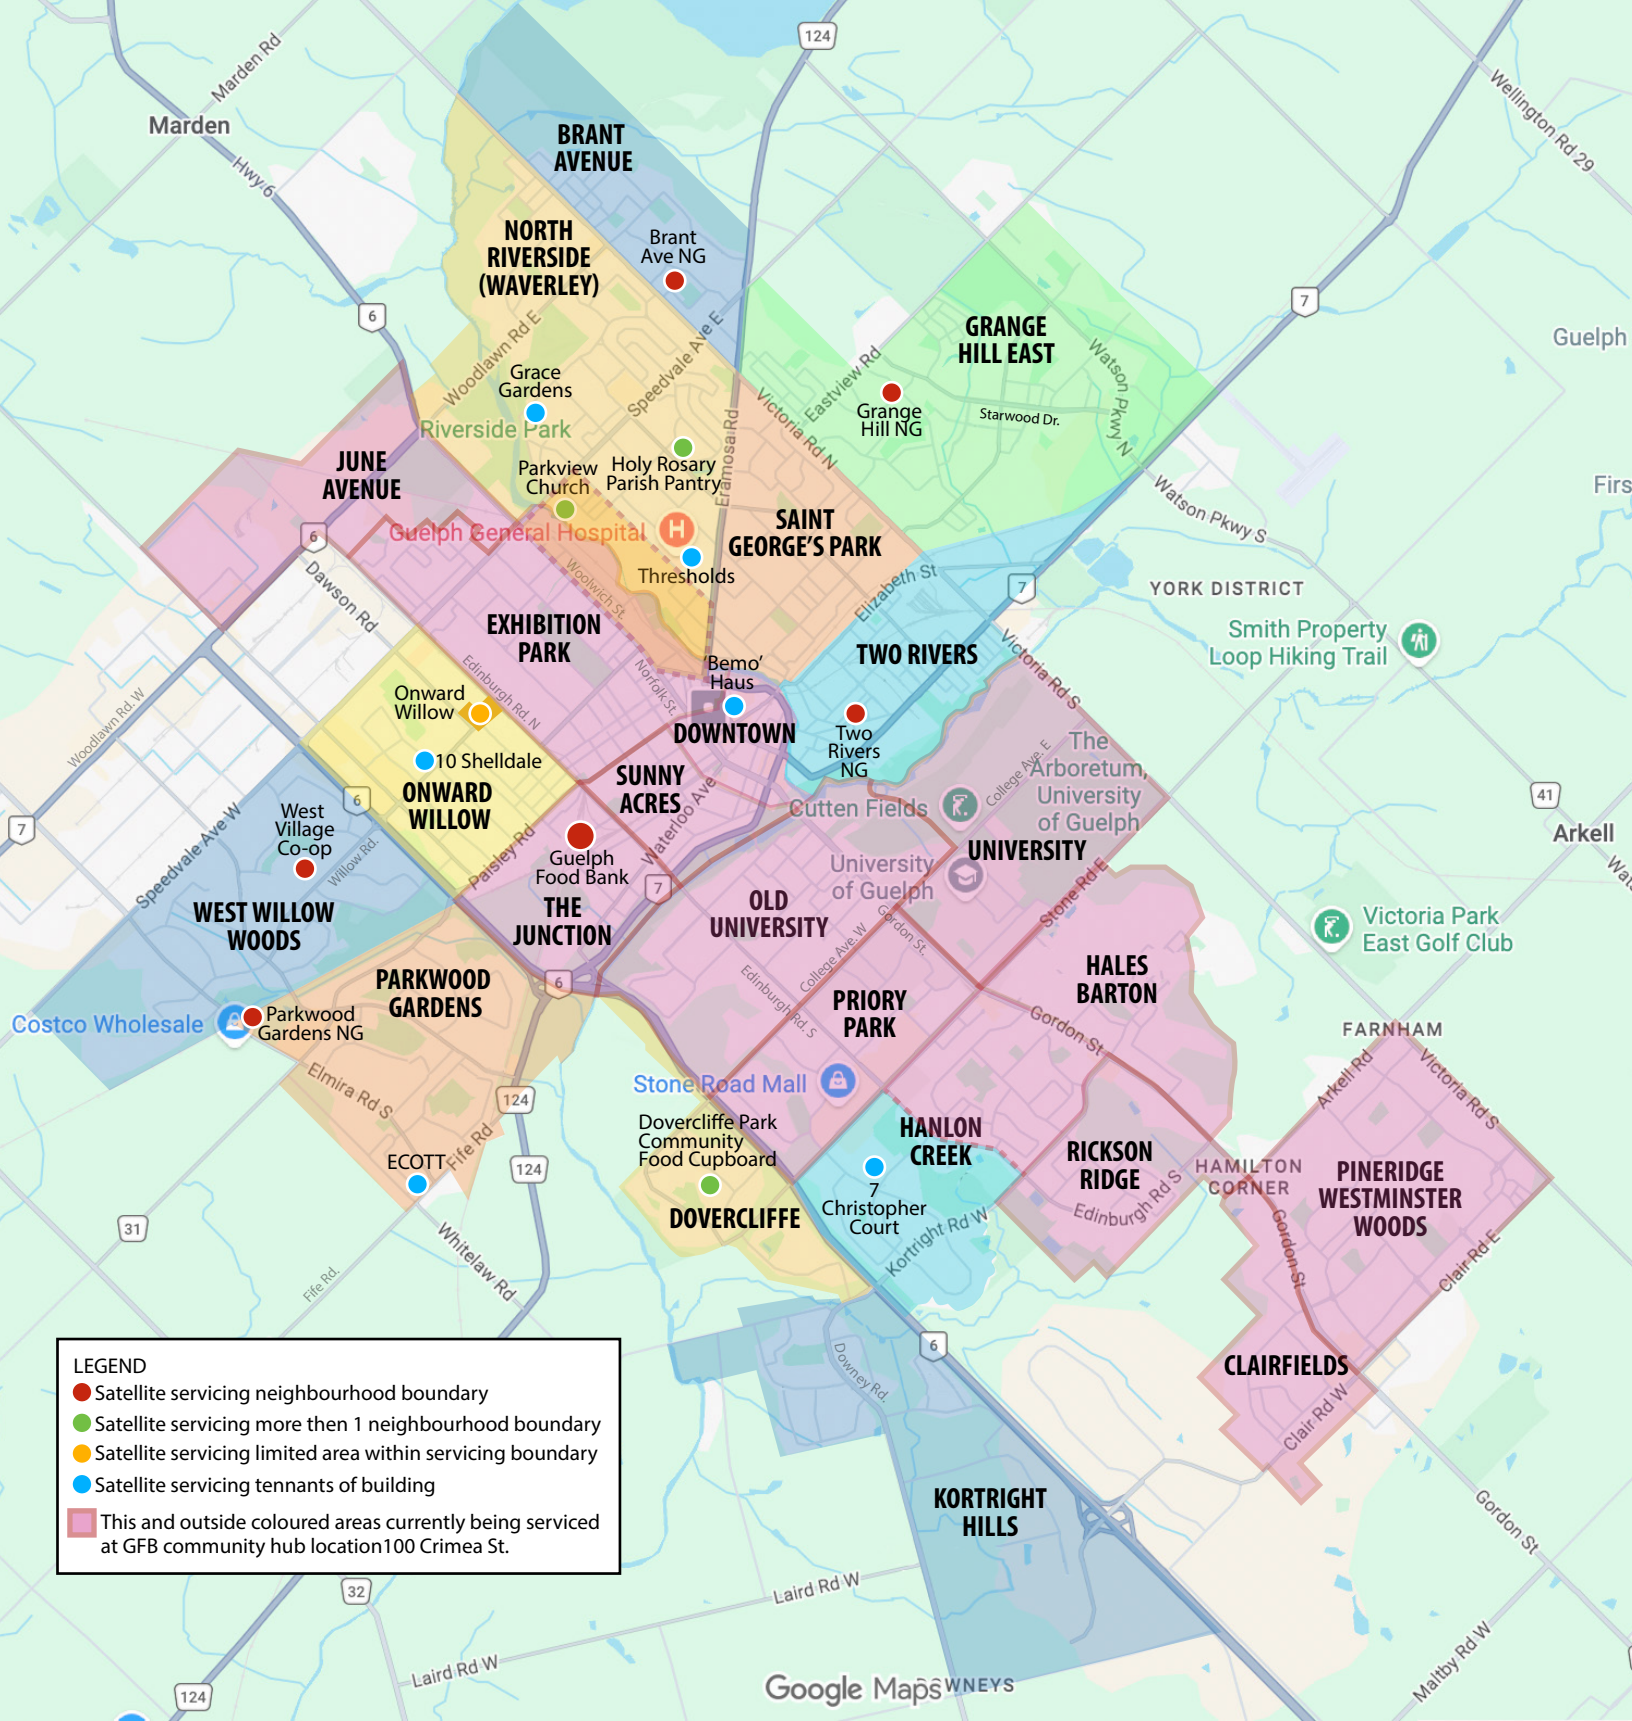 124
Marden Rd
Marden
Wellington Rd 29
BRANT
AVENUE
Hwy 6
NORTH
RIVERSIDE
(WAVERLEY)
Brant
Ave NG
6
7
Guelph
GRANGE
HILL EAST
Woodlawn Rd E
Speedvale Ave E
Eastview Rd
Watson Pkwy N
Grace
Gardens
Victoria Rd N
Grange
Hill NG
Starwood Dr.
Riverside Park
Eramosa Rd
JUNE
AVENUE
Parkview
Church
Holy Rosary
Parish Pantry
Firs
Watson Pkwy S
6
Guelph General Hospital
H
SAINT
GEORGE'S PARK
Dawson Rd
Woolwich St.
Thresholds
Elizabeth St
7
YORK DISTRICT
EXHIBITION
PARK
Smith Property
Loop Hiking Trail
TWO RIVERS
Victoria Rd S
Edinburgh Rd. N
Norfolk St.
'Bemo'
Haus
Onward
Willow
Woodlawn Rd. W
DOWNTOWN
Two
Rivers
NG
The
Arboretum,
University
of Guelph
College Ave. E
10 Shelldale
SUNNY
ACRES
ONWARD
WILLOW
6
41
Cutten Fields
Waterloo Ave
7
West
Village
Co-op
Speedvale Ave W
Willow Rd.
Paisley Rd
Guelph
Food Bank
Arkell
UNIVERSITY
University
of Guelph
7
Stone Rd E
WEST WILLOW
WOODS
THE
JUNCTION
OLD
UNIVERSITY
Gordon St.
College Ave. W
Victoria Park
East Golf Club
PARKWOOD
GARDENS
6
Edinburgh Rd. S
HALES
BARTON
PRIORY
PARK
Costco Wholesale
Parkwood
Gardens NG
Gordon St
FARNHAM
Elmira Rd S
Stone Road Mall
Arkell Rd
Victoria Rd S
124
Dovercliffe Park
Community
Food Cupboard
HANLON
CREEK
Fife Rd
ECOTT
124
RICKSON
RIDGE
HAMILTON
CORNER
PINERIDGE
WESTMINSTER
WOODS
7
Christopher
Court
DOVERCLIFFE
Edinburgh Rd S
Kortright Rd W
31
Whitelaw Rd
Fife Rd.
Gordon St
Clair Rd E
6
Downey Rd.
CLAIRFIELDS
Clair Rd W
LEGEND
Satellite servicing neighbourhood boundary
Satellite servicing more then 1 neighbourhood boundary
Satellite servicing limited area within servicing boundary
Satellite servicing tennants of building
This and outside coloured areas currently being serviced
at GFB community hub location100 Crimea St.
KORTRIGHT
HILLS
Gordon St
32
Laird Rd W
Laird Rd W
Maltby Rd W
124
Google Maps
WNEYS